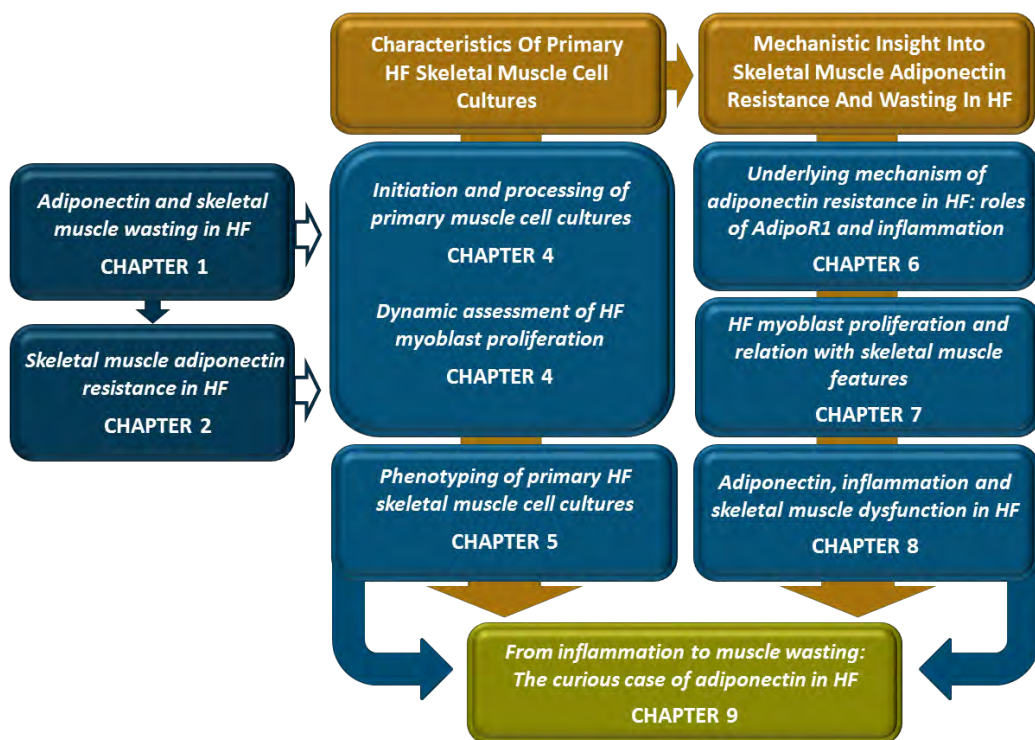 Characteristics Of Primary
HF Skeletal Muscle Cell
Cultures
Mechanistic Insight Into
Skeletal Muscle Adiponectin
Resistance And Wasting In HF
Adiponectin and skeletal
muscle wasting in HF
CHAPTER 1
Skeletal muscle adiponectin
resistance in HF
CHAPTER 2
Initiation and processing of
primary muscle cell cultures
CHAPTER 4
Dynamic assessment of HF
myoblast proliferation
CHAPTER 4
Phenotyping of primary HF
skeletal muscle cell cultures
CHAPTER 5
Underlying mechanism of
adiponectin resistance in HF: roles
of AdipoR1 and inflammation
CHAPTER 6
HF myoblast proliferation and
relation with skeletal muscle
features
CHAPTER 7
Adiponectin, inflammation and
skeletal muscle dysfunction in HF
CHAPTER 8
From inflammation to muscle wasting:
The curious case of adiponectin in HF
CHAPTER 9